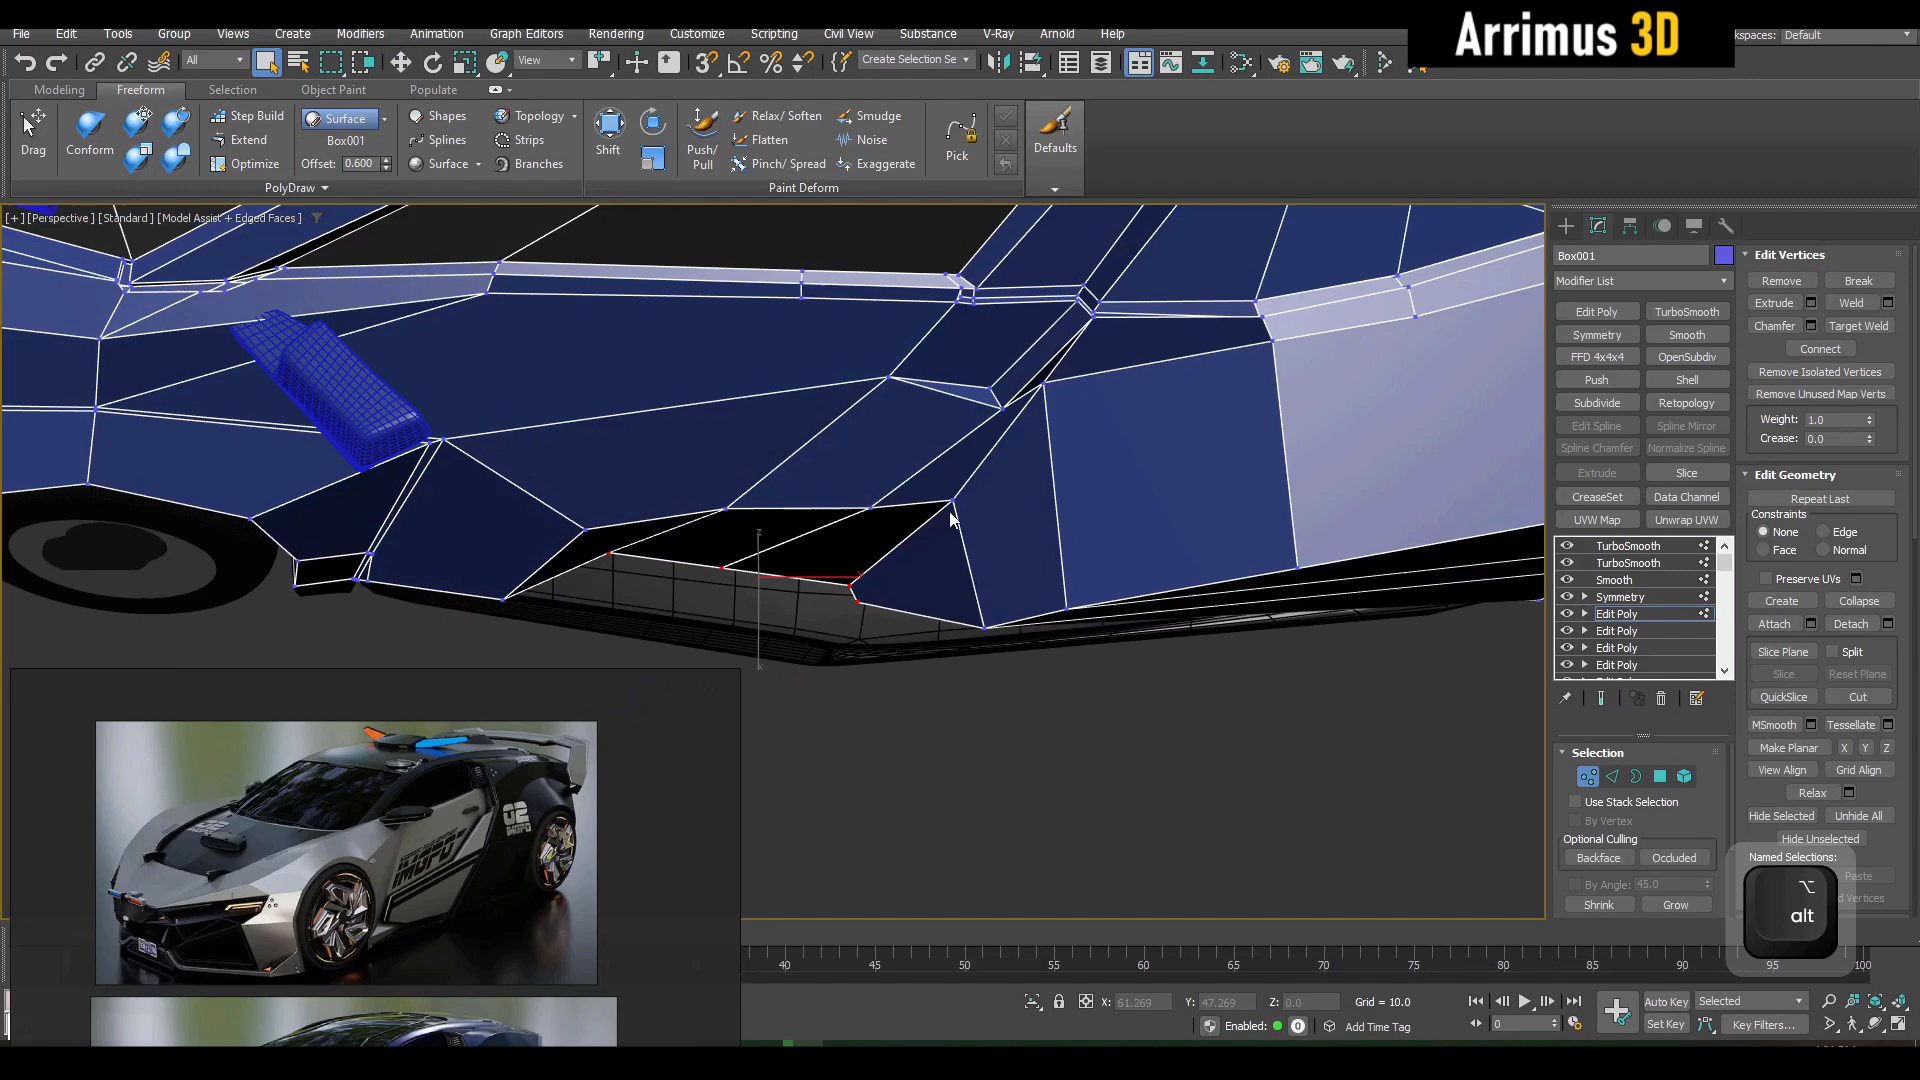 Arrimus 3D
File Edit Tools Group Views Create Modifiers Animation Graph Editors Rendering Customize Scripting Civil View Substance V-Ray Arnold Help
kspaces: Default
All View Create Selection Se
Modeling Freeform Selection Object Paint Populate
Step Build Surface Shapes Topology Relax/ Soften Smudge
Extend Box001 Splines Strips Flatten Noise
Drag Conform Shift Push/ Pull Pick Defaults
Optimize Offset: 0.600 Surface Branches Pinch/ Spread Exaggerate
PolyDraw Paint Deform
[+] [Perspective ] [Standard ] [Model Assist + Edged Faces ]
Box001
Modifier List
Edit Poly TurboSmooth
Symmetry Smooth
FFD 4x4x4 OpenSubdiv
Push Shell
Subdivide Retopology
Edit Spline Spline Mirror
Spline Chamfer Normalize Spline
Extrude Slice
CreaseSet Data Channel
UVW Map Unwrap UVW
TurboSmooth
TurboSmooth
Smooth
Symmetry
Edit Poly
Edit Poly
Edit Poly
Edit Poly
Selection
Use Stack Selection
By Vertex
Optional Culling
Backface Occluded
By Angle: 45.0
Shrink Grow
Edit Vertices
Remove Break
Extrude Weld
Chamfer Target Weld
Connect
Remove Isolated Vertices
Remove Unused Map Verts
Weight: 1.0
Crease: 0.0
Edit Geometry
Repeat Last
Constraints
None Edge
Face Normal
Preserve UVs
Create Collapse
Attach Detach
Slice Plane Split
Slice Reset Plane
QuickSlice Cut
MSmooth Tessellate
Make Planar X Y Z
View Align Grid Align
Relax
Hide Selected Unhide All
Hide Unselected
Named Selections:
Paste
d Vertices
alt
02
40 45 50 55 60 65 70 75 80 85 90 95 100
X: 61.269 Y: 47.269 Z: 0.0 Grid = 10.0
Auto Key Selected
Enabled: 0 Add Time Tag
0 Set Key Key Filters...